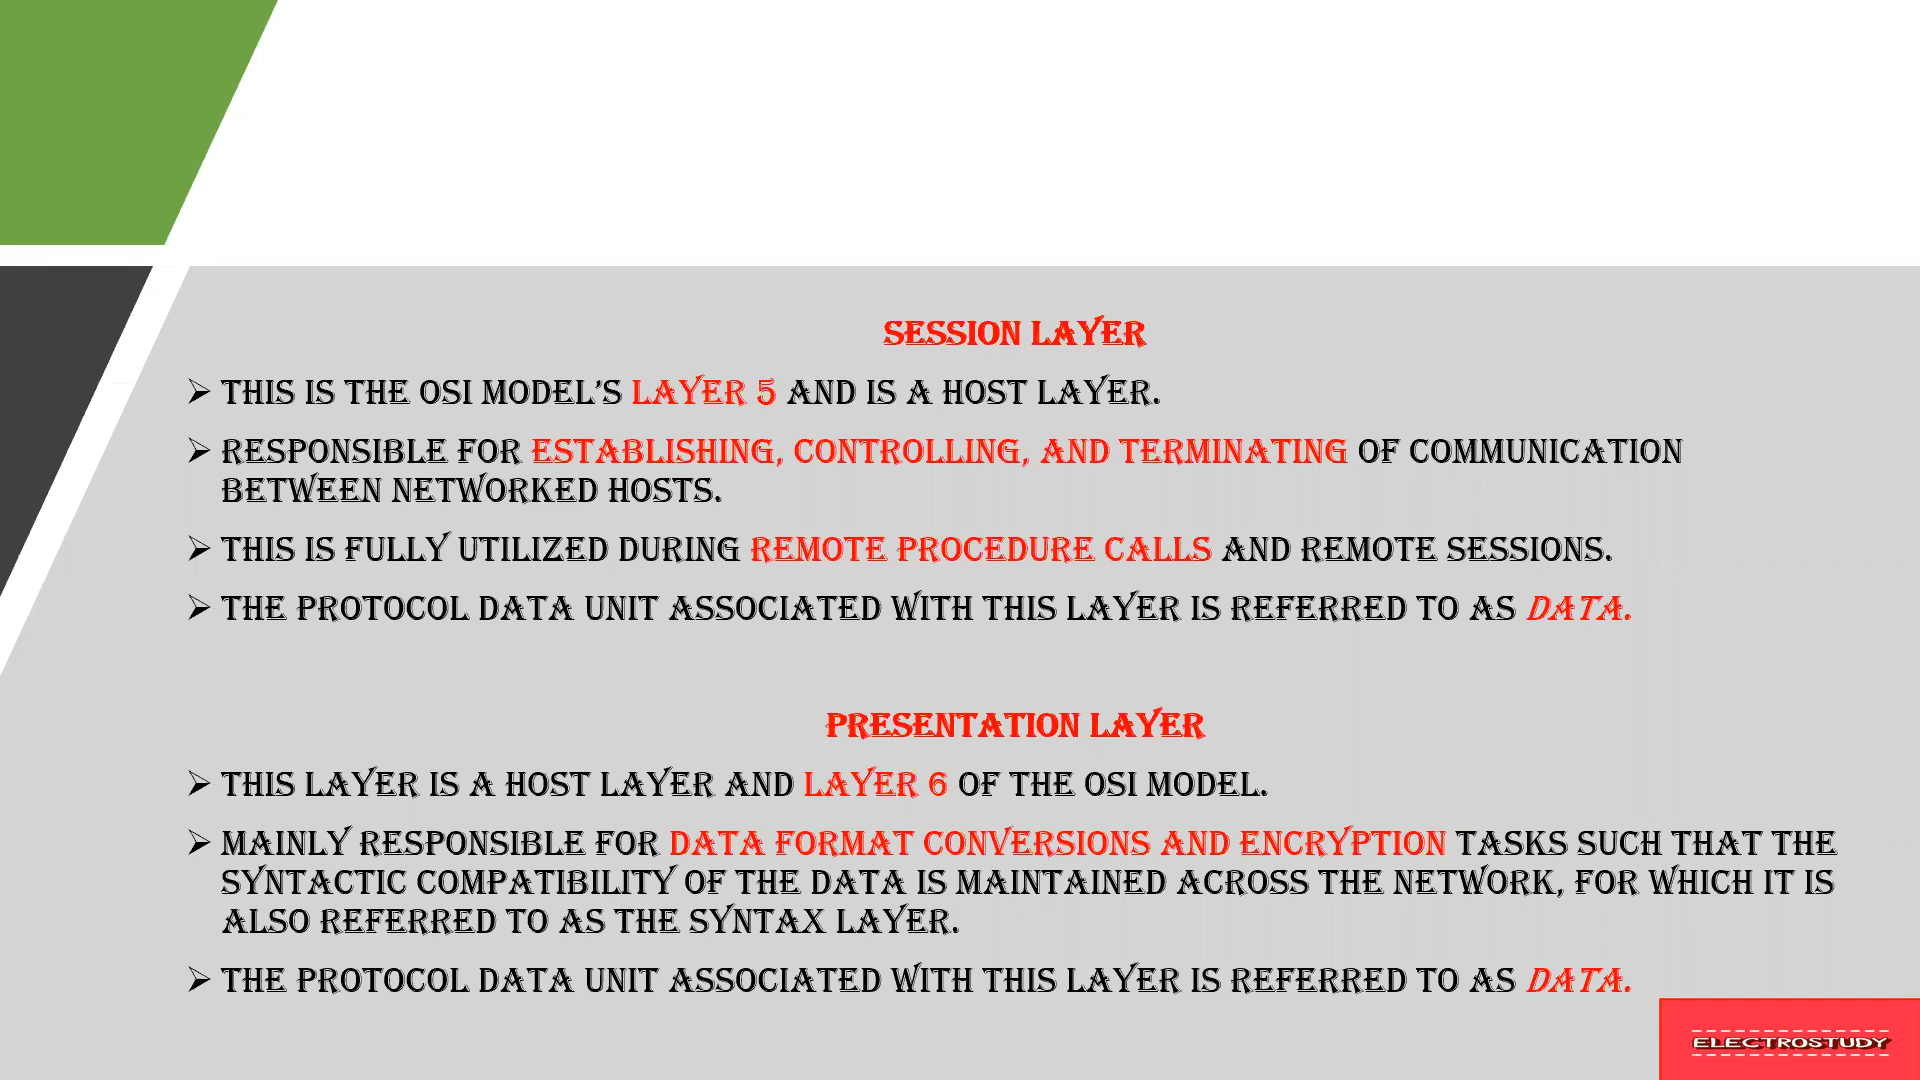 SESSION LAYER
➢ THIS IS THE OSI MODEL’S LAYER 5 AND IS A HOST LAYER.
➢ RESPONSIBLE FOR ESTABLISHING, CONTROLLING, AND TERMINATING OF COMMUNICATION
BETWEEN NETWORKED HOSTS.
➢ THIS IS FULLY UTILIZED DURING REMOTE PROCEDURE CALLS AND REMOTE SESSIONS.
➢ THE PROTOCOL DATA UNIT ASSOCIATED WITH THIS LAYER IS REFERRED TO AS DATA.
PRESENTATION LAYER
➢ THIS LAYER IS A HOST LAYER AND LAYER 6 OF THE OSI MODEL.
➢ MAINLY RESPONSIBLE FOR DATA FORMAT CONVERSIONS AND ENCRYPTION TASKS SUCH THAT THE
SYNTACTIC COMPATIBILITY OF THE DATA IS MAINTAINED ACROSS THE NETWORK, FOR WHICH IT IS
ALSO REFERRED TO AS THE SYNTAX LAYER.
➢ THE PROTOCOL DATA UNIT ASSOCIATED WITH THIS LAYER IS REFERRED TO AS DATA.
ELECTROSTUDY